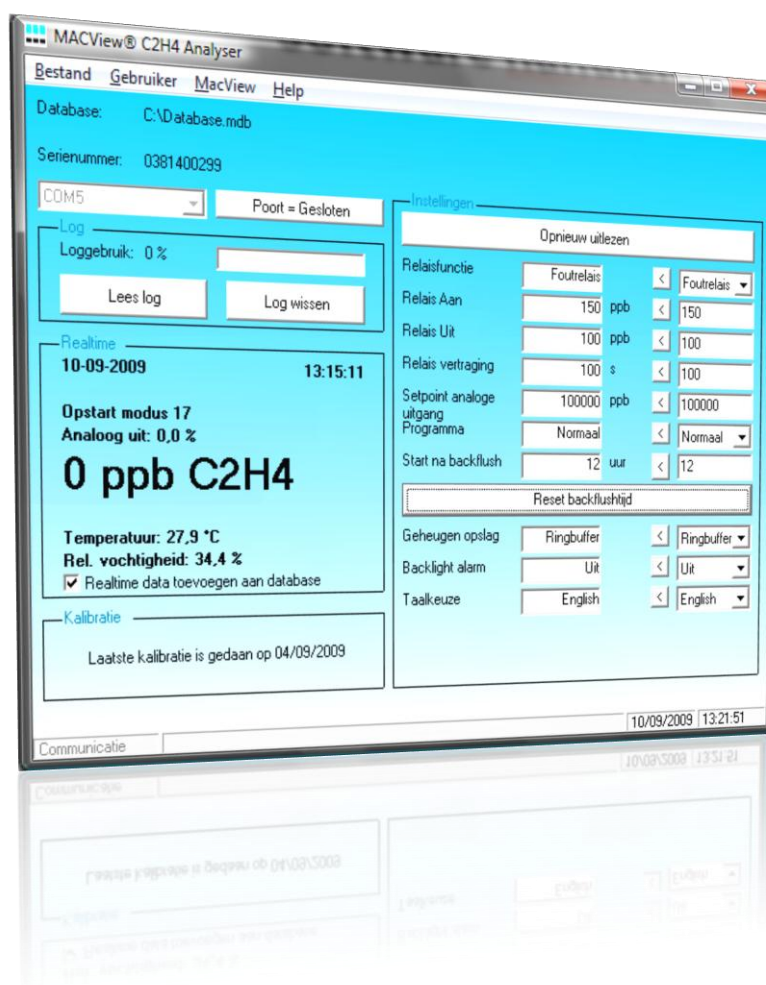 MACView® C2H4 Analyser
Bestand Gebruiker MacView Help
Database: C:\Database.mdb
Serienummer: 0381400299
COM5 Poort = Gesloten
Log
Loggebruik: 0 %
Lees log Log wissen
Realtime
10-09-2009 13:15:11
Opstart modus 17
Analoog uit: 0,0 %
0 ppb C2H4
Temperatuur: 27,9 °C
Rel. vochtigheid: 34,4 %
Realtime data toevoegen aan database
Kalibratie
Laatste kalibratie is gedaan op 04/09/2009
Instellingen
Opnieuw uitlezen
Relaisfunctie Foutrelais < Foutrelais
Relais Aan 150 ppb < 150
Relais Uit 100 ppb < 100
Relais vertraging 100 s < 100
Setpoint analoge
uitgang 100000 ppb < 100000
Programma Normaal < Normaal
Start na backflush 12 uur < 12
Reset backflushtijd
Geheugen opslag Ringbuffer < Ringbuffer
Backlight alarm Uit < Uit
Taalkeuze English < English
Communicatie 10/09/2009 13:21:51